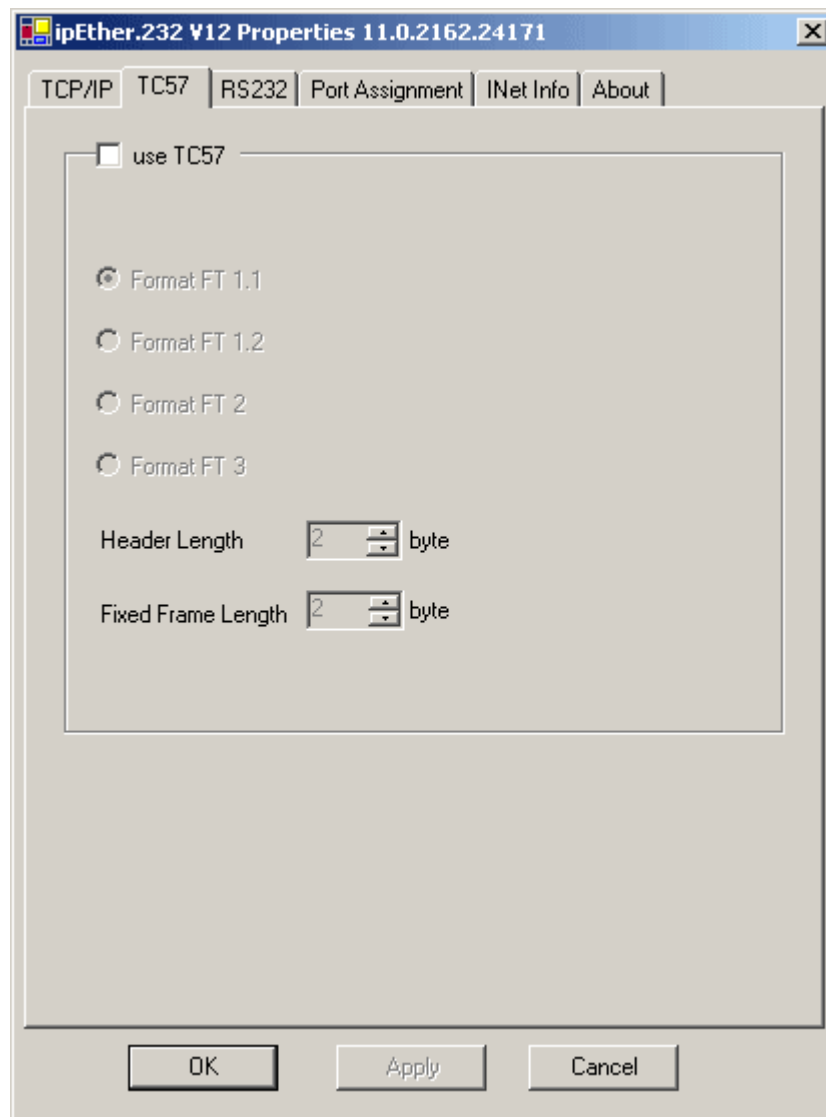 ipEther.232 V12 Properties 11.0.2162.24171
TCP/IP TC57 RS232 Port Assignment INet Info About
use TC57
Format FT 1.1
Format FT 1.2
Format FT 2
Format FT 3
Header Length 2 byte
Fixed Frame Length 2 byte
OK Apply Cancel